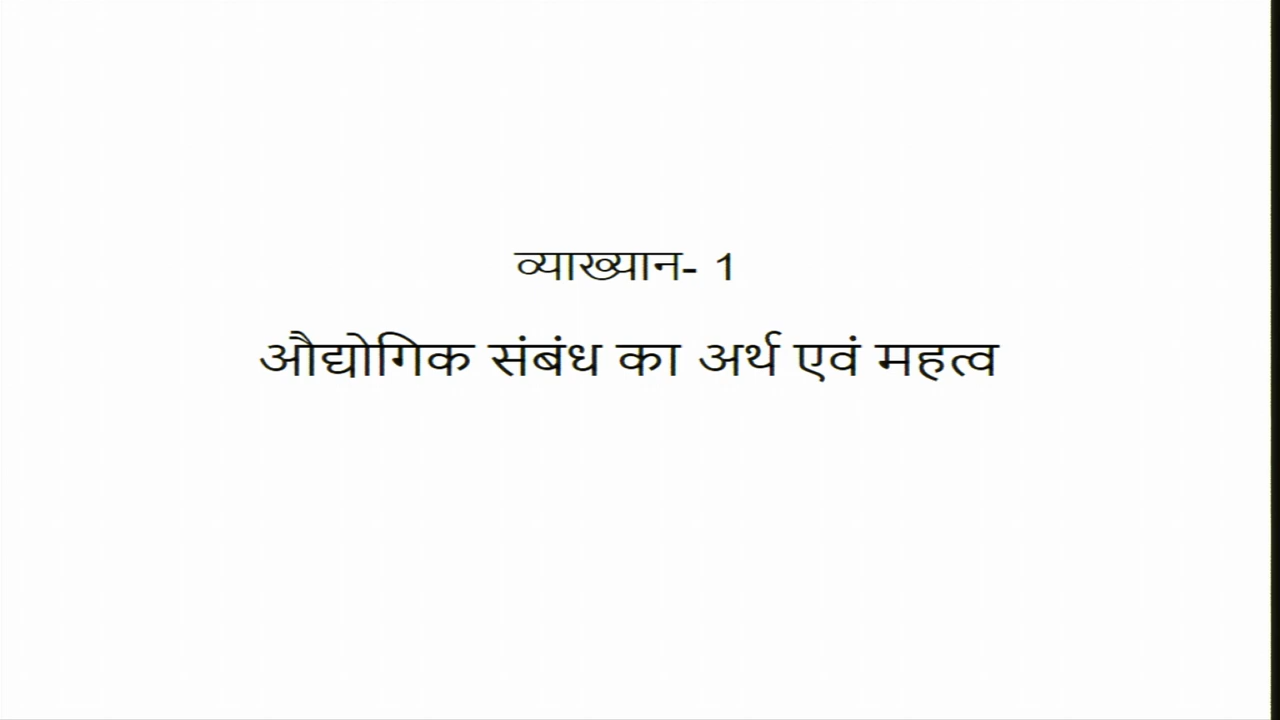 व्याख्यान- 1
औद्योगिक संबंध का अर्थ एवं महत्व